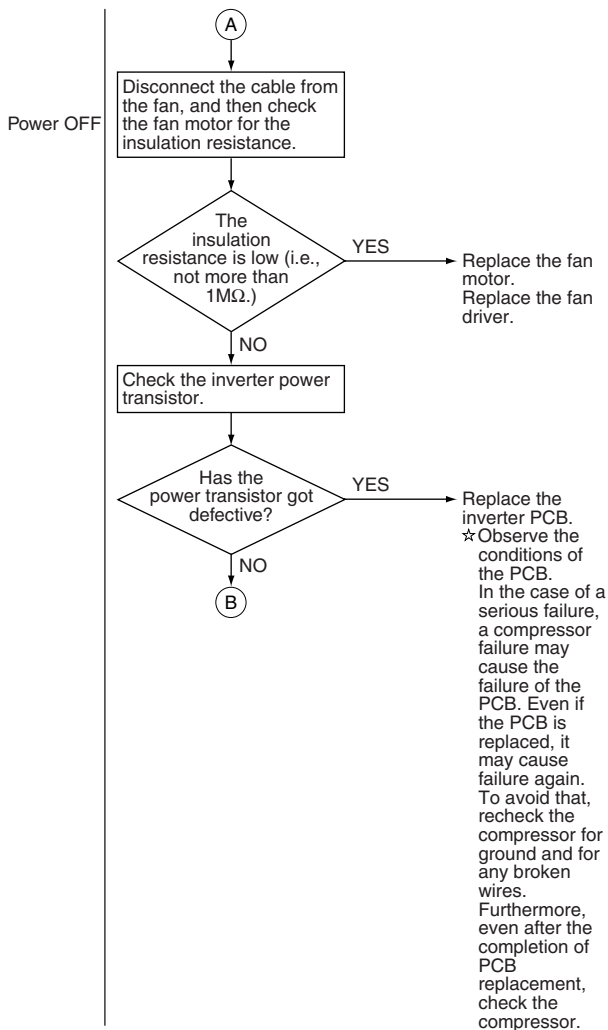 A
Power OFF
Disconnect the cable from
the fan, and then check
the fan motor for the
insulation resistance.
The
insulation
resistance is low (i.e.,
not more than
1MΩ.)
YES
Replace the fan
motor.
Replace the fan
driver.
NO
Check the inverter power
transistor.
Has the
power transistor got
defective?
YES
Replace the
inverter PCB.
☆Observe the
conditions of
the PCB.
In the case of a
serious failure,
a compressor
failure may
cause the
failure of the
PCB. Even if
the PCB is
replaced, it
may cause
failure again.
To avoid that,
recheck the
compressor for
ground and for
any broken
wires.
Furthermore,
even after the
completion of
PCB
replacement,
check the
compressor.
NO
B